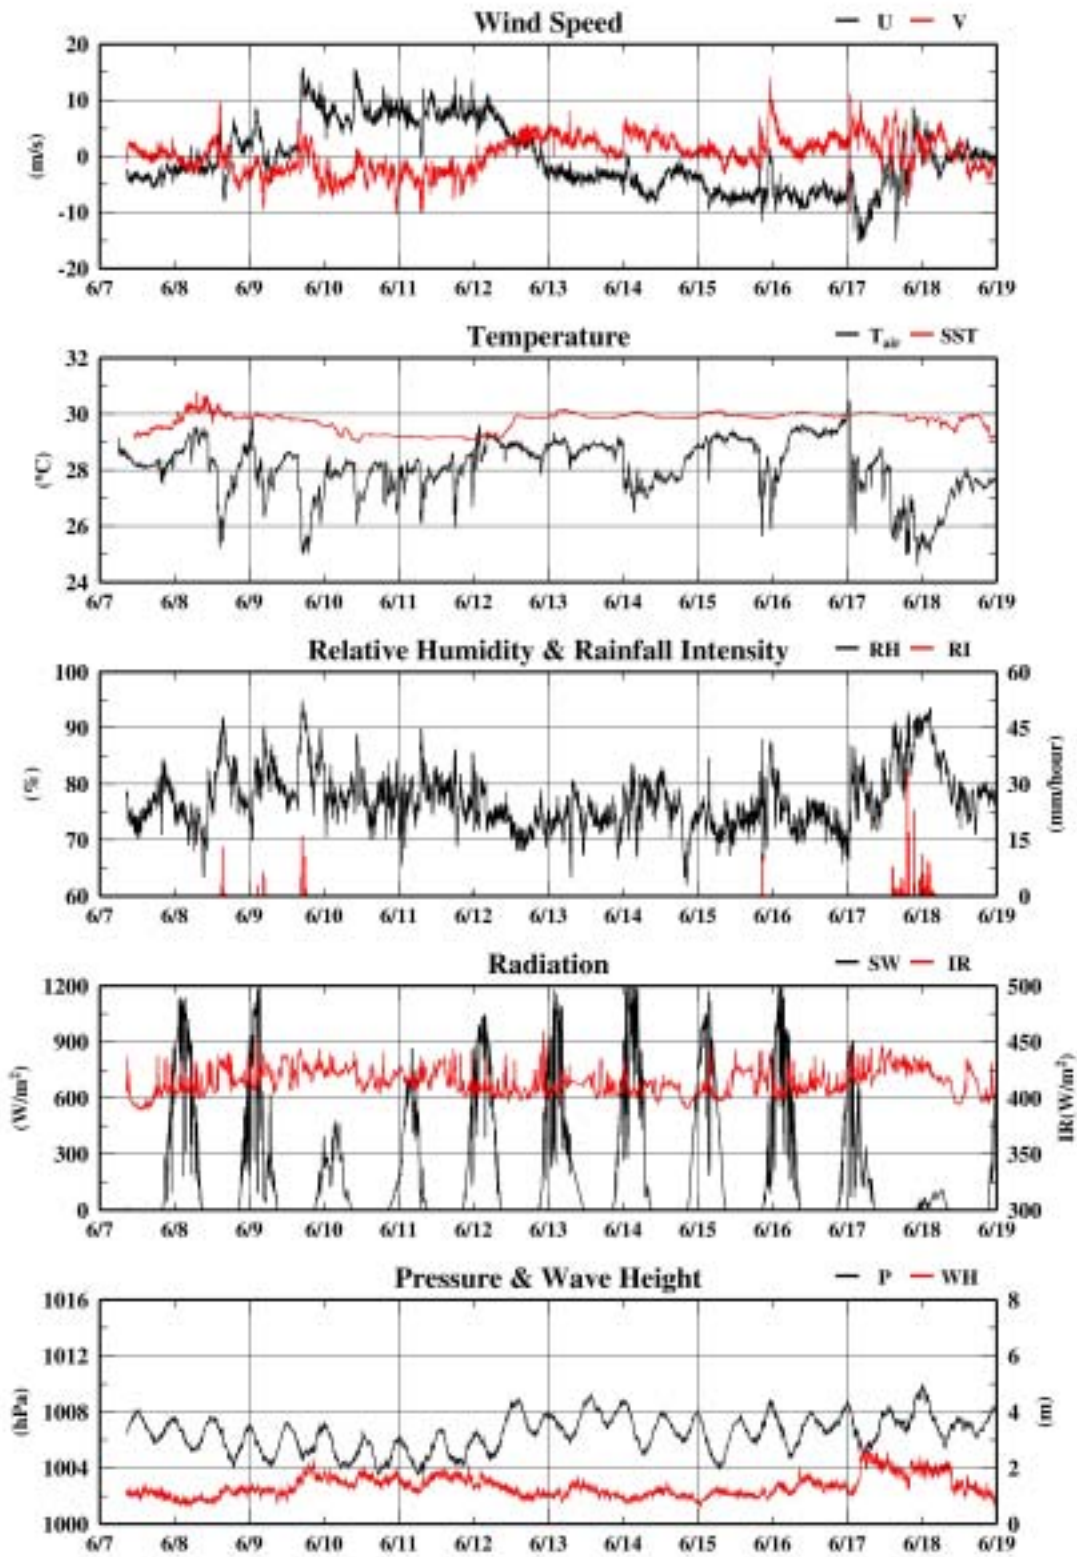 Wind Speed — U — V
20
10
0
-10
-20
(m/s)
6/7 6/8 6/9 6/10 6/11 6/12 6/13 6/14 6/15 6/16 6/17 6/18 6/19
Temperature — Tair — SST
32
30
28
26
24
(°C)
6/7 6/8 6/9 6/10 6/11 6/12 6/13 6/14 6/15 6/16 6/17 6/18 6/19
Relative Humidity & Rainfall Intensity — RH — RI
100 60
90 45
80 30
70 15
60 0
(%)
(mm/hour)
6/7 6/8 6/9 6/10 6/11 6/12 6/13 6/14 6/15 6/16 6/17 6/18 6/19
Radiation — SW — IR
1200 500
900 450
600 400
300 350
0 300
(W/m²)
IR(W/m²)
6/7 6/8 6/9 6/10 6/11 6/12 6/13 6/14 6/15 6/16 6/17 6/18 6/19
Pressure & Wave Height — P — WH
1016 8
1012 6
1008 4
1004 2
1000 0
(hPa)
(m)
6/7 6/8 6/9 6/10 6/11 6/12 6/13 6/14 6/15 6/16 6/17 6/18 6/19